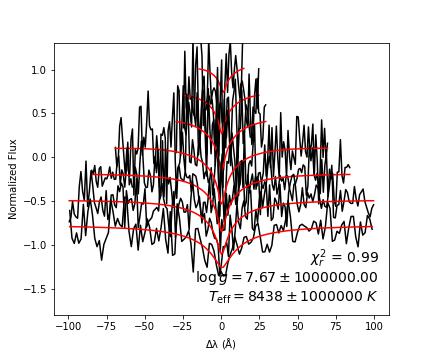 1.0
0.5
0.0
−0.5
−1.0
−1.5
Normalized Flux
χ²ᵣ = 0.99
log g = 7.67 ± 1000000.00
T_eff = 8438 ± 1000000 K
−100 −75 −50 −25 0 25 50 75 100
Δλ (Å)